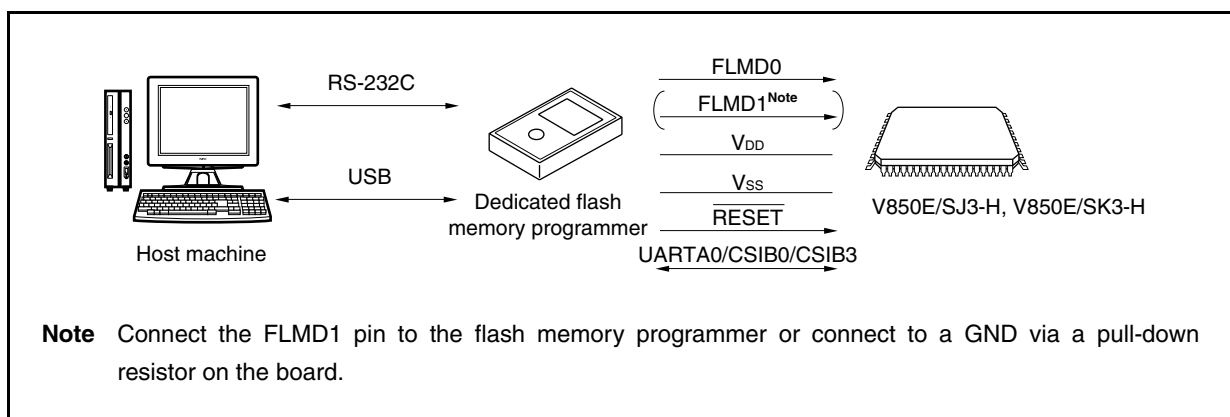 FLMD0
RS-232C
FLMD1Note
VDD
USB
VSS
Dedicated flash
memory programmer
RESET
V850E/SJ3-H, V850E/SK3-H
Host machine
UARTA0/CSIB0/CSIB3
Note Connect the FLMD1 pin to the flash memory programmer or connect to a GND via a pull-down
resistor on the board.